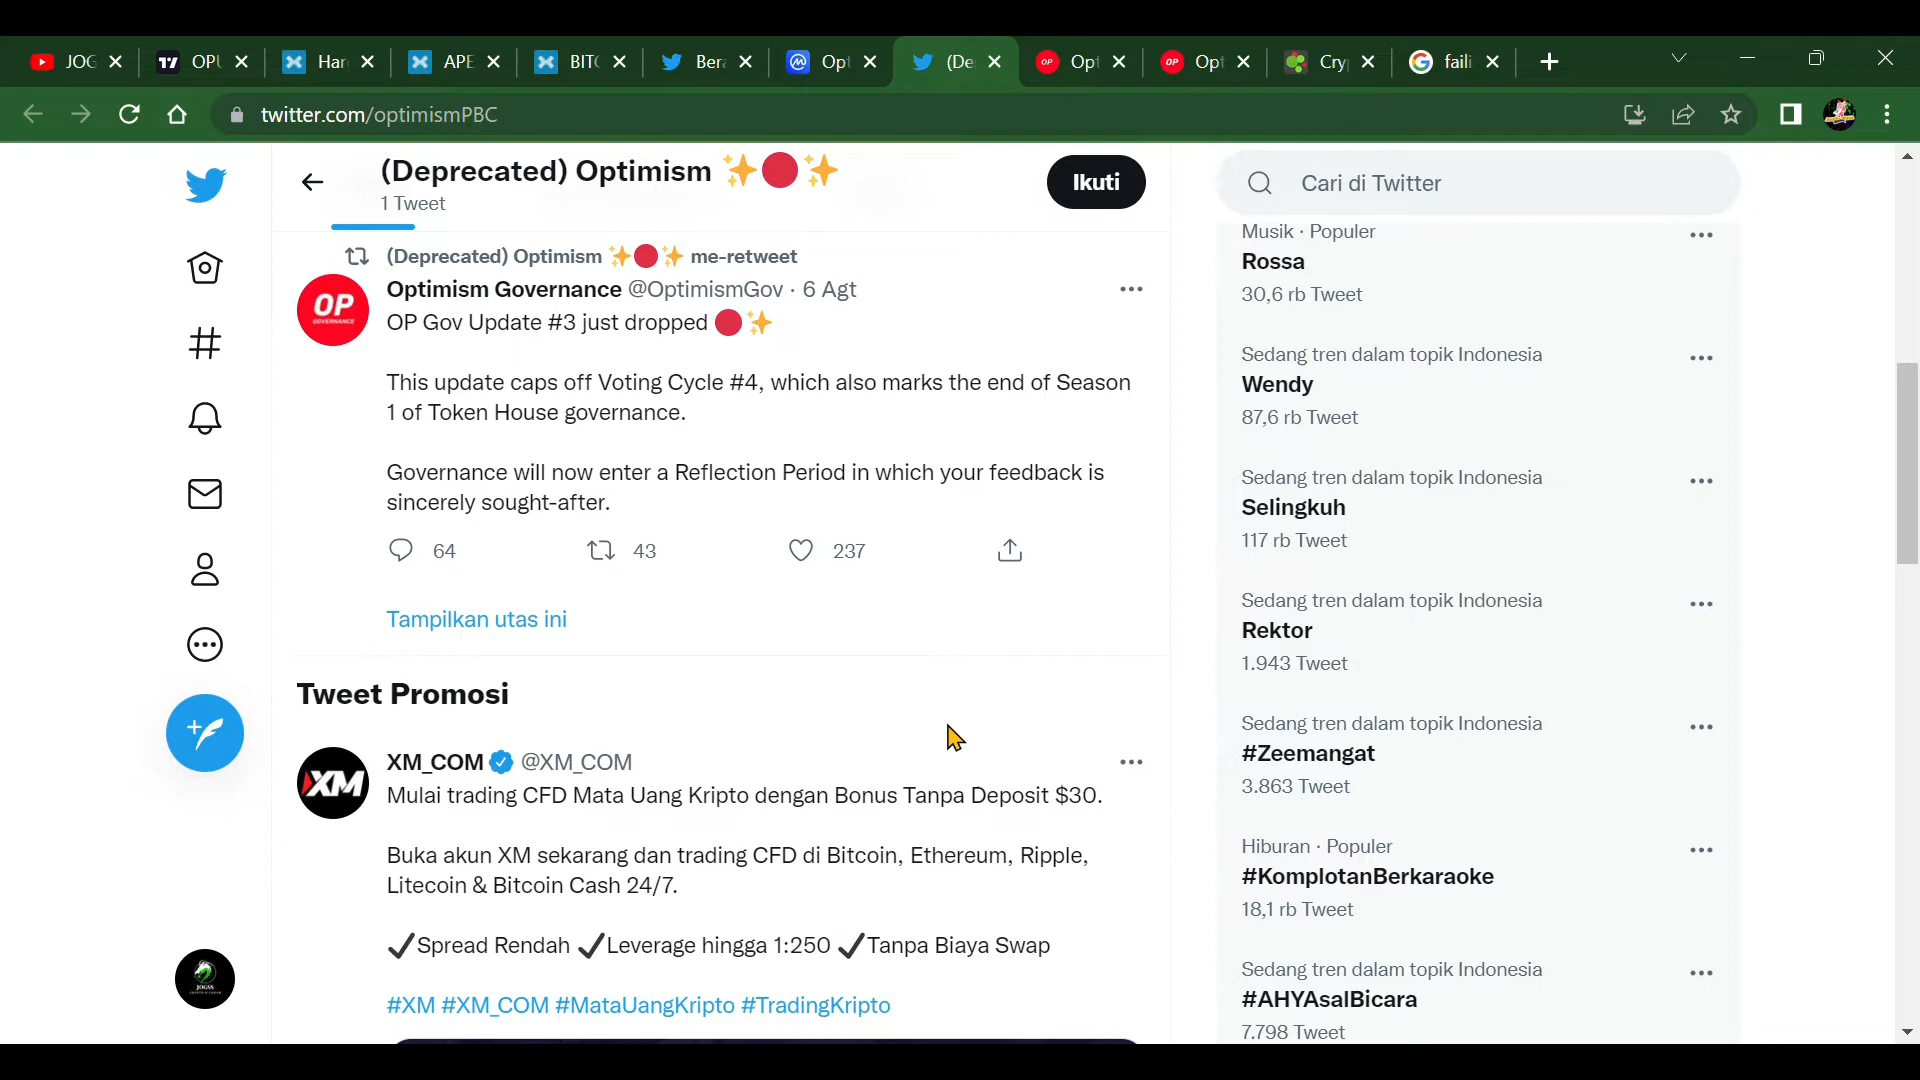 JOG
OPU
Har
APE
BITC
Ber
Opt
(De
Opt
Opt
Cry
faili
twitter.com/optimismPBC
(Deprecated) Optimism ✨🔴✨
1 Tweet
Ikuti
(Deprecated) Optimism ✨🔴✨ me-retweet
OP
GOVERNANCE
Optimism Governance @OptimismGov · 6 Agt
OP Gov Update #3 just dropped 🔴✨
This update caps off Voting Cycle #4, which also marks the end of Season
1 of Token House governance.
Governance will now enter a Reflection Period in which your feedback is
sincerely sought-after.
64 43 237
Tampilkan utas ini
Tweet Promosi
XM
XM_COM @XM_COM
Mulai trading CFD Mata Uang Kripto dengan Bonus Tanpa Deposit $30.
Buka akun XM sekarang dan trading CFD di Bitcoin, Ethereum, Ripple,
Litecoin & Bitcoin Cash 24/7.
✔Spread Rendah ✔Leverage hingga 1:250 ✔Tanpa Biaya Swap
#XM #XM_COM #MataUangKripto #TradingKripto
Cari di Twitter
Musik · Populer
Rossa
30,6 rb Tweet
Sedang tren dalam topik Indonesia
Wendy
87,6 rb Tweet
Sedang tren dalam topik Indonesia
Selingkuh
117 rb Tweet
Sedang tren dalam topik Indonesia
Rektor
1.943 Tweet
Sedang tren dalam topik Indonesia
#Zeemangat
3.863 Tweet
Hiburan · Populer
#KomplotanBerkaraoke
18,1 rb Tweet
Sedang tren dalam topik Indonesia
#AHYAsalBicara
7.798 Tweet